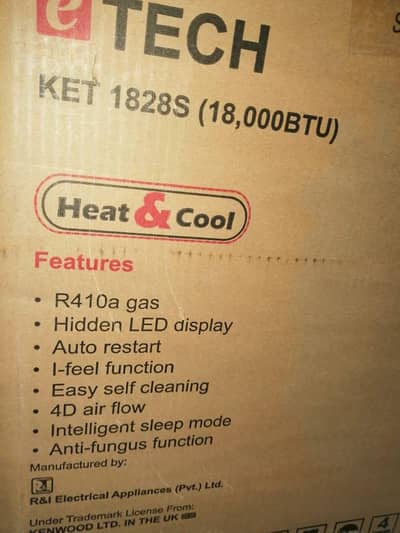 e TECH
KET 1828S (18,000BTU)
Heat & Cool
Features
• R410a gas
• Hidden LED display
• Auto restart
• I-feel function
• Easy self cleaning
• 4D air flow
• Intelligent sleep mode
• Anti-fungus function
Manufactured by:
R&I Electrical Appliances (Pvt.) Ltd.
Under Trademark License From:
KENWOOD LTD. IN THE UK
4